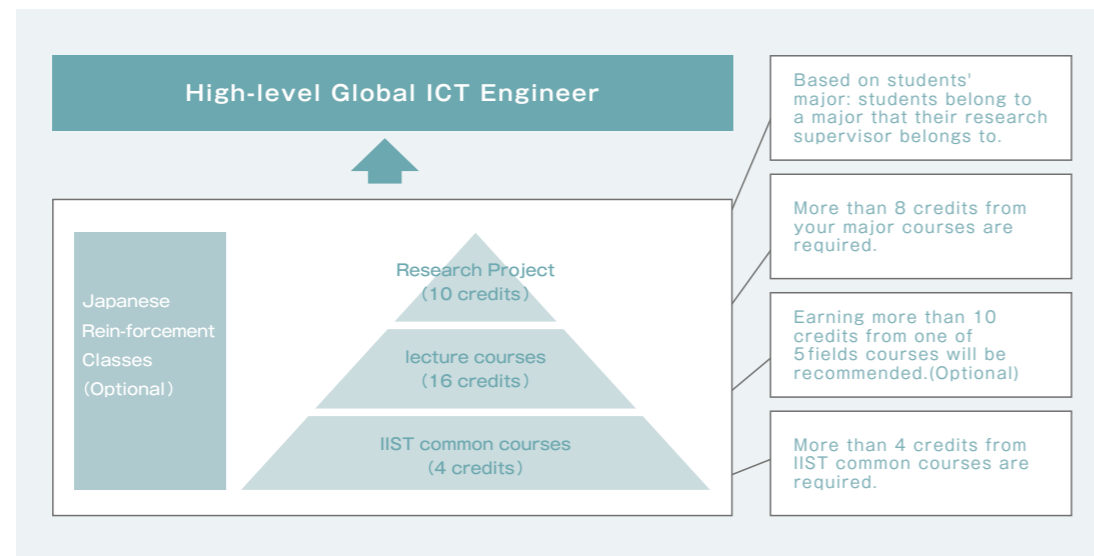 High-level Global ICT Engineer
Japanese
Rein-forcement
Classes
(Optional)
Research Project
(10 credits)
lecture courses
(16 credits)
IIST common courses
(4 credits)
Based on students'
major: students belong to
a major that their research
supervisor belongs to.
More than 8 credits from
your major courses are
required.
Earning more than 10
credits from one of
5fields courses will be
recommended.(Optional)
More than 4 credits from
IIST common courses are
required.